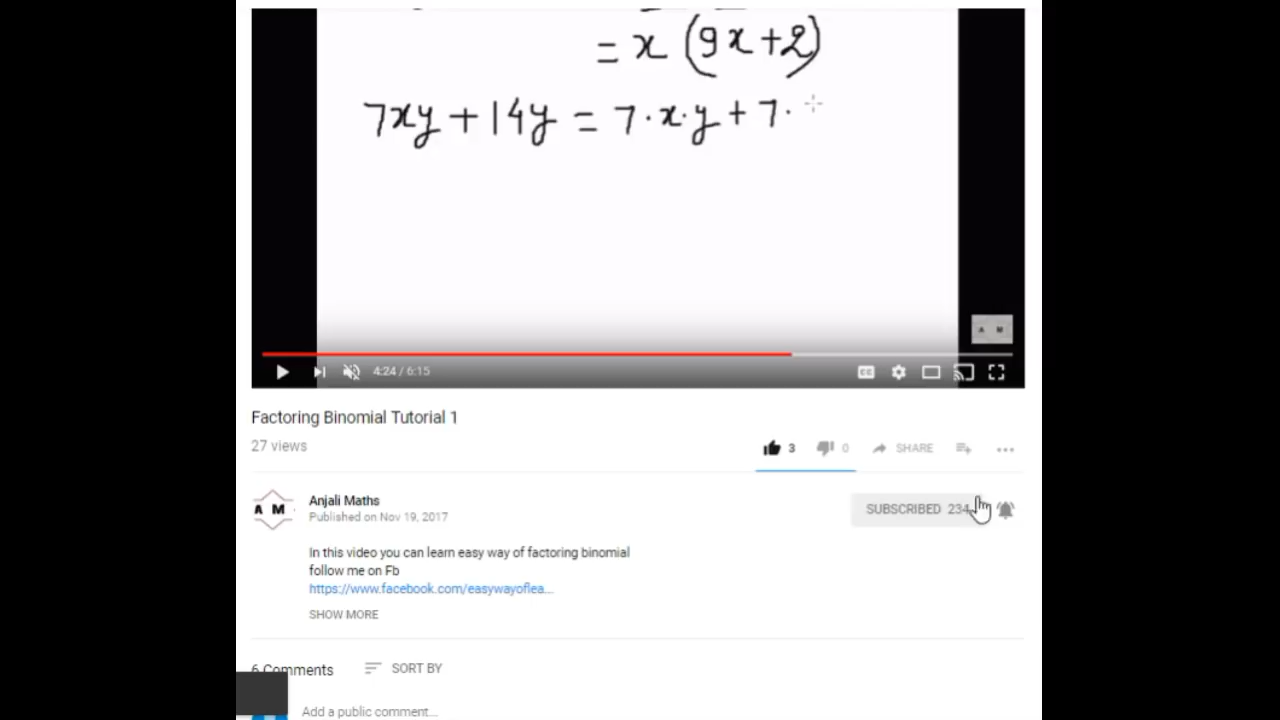 = x (9x+2)
7xy + 14y = 7·x·y + 7·
A M
4:24 / 6:15
CC
Factoring Binomial Tutorial 1
27 views
3 0 SHARE
A M
Anjali Maths
Published on Nov 19, 2017
SUBSCRIBED 234
In this video you can learn easy way of factoring binomial
follow me on Fb
https://www.facebook.com/easywayoflea...
SHOW MORE
6 Comments SORT BY
Add a public comment...